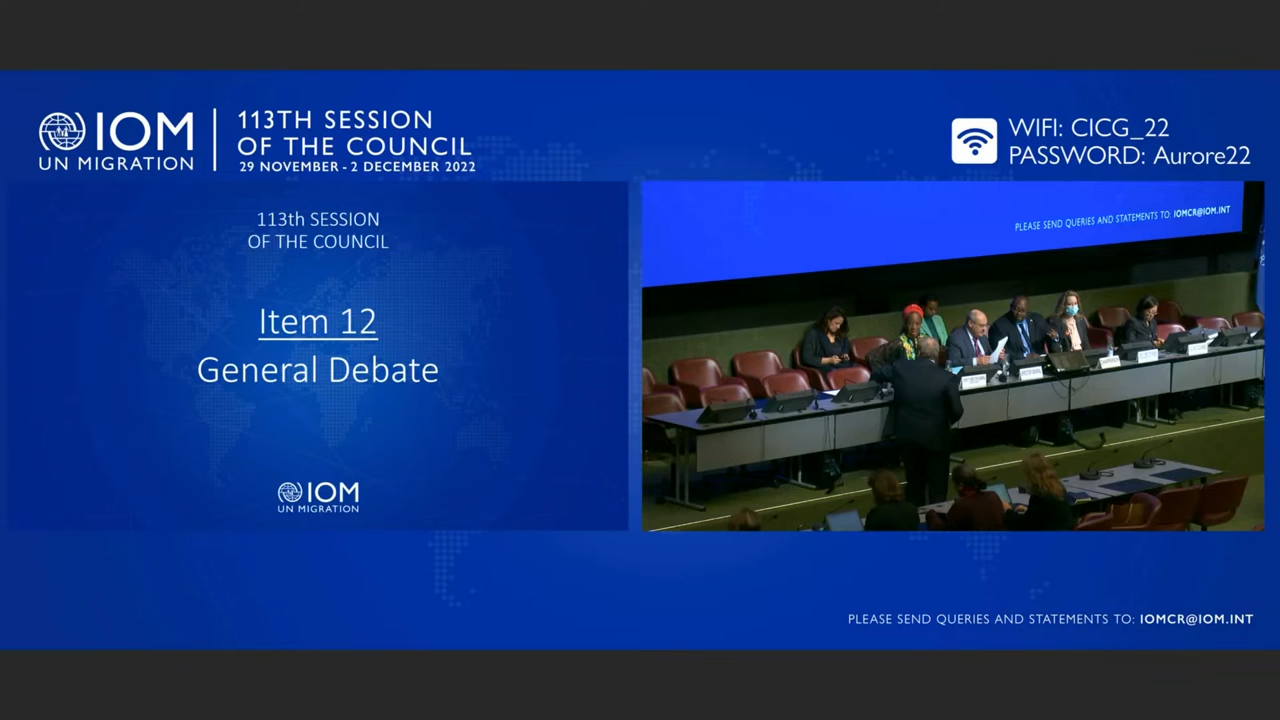 IOM
UN MIGRATION
113TH SESSION
OF THE COUNCIL
29 NOVEMBER - 2 DECEMBER 2022
WIFI: CICG_22
PASSWORD: Aurore22
113th SESSION
OF THE COUNCIL
Item 12
General Debate
IOM
UN MIGRATION
PLEASE SEND QUERIES AND STATEMENTS TO: IOMCR@IOM.INT
PLEASE SEND QUERIES AND STATEMENTS TO: IOMCR@IOM.INT